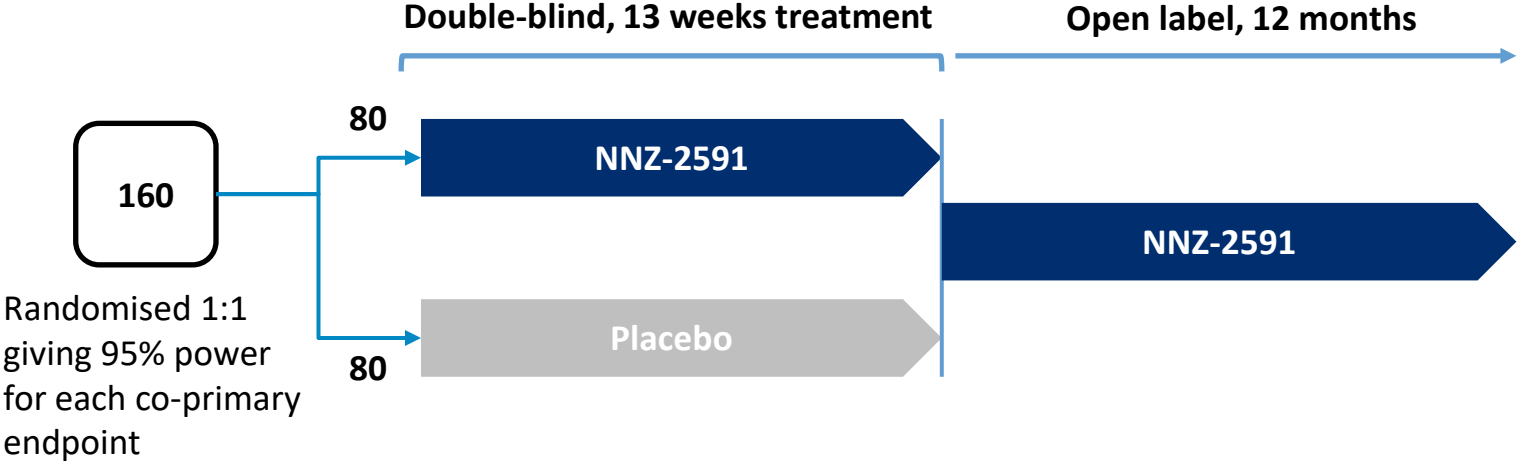 Double-blind, 13 weeks treatment
Open label, 12 months
80
NNZ-2591
160
NNZ-2591
Randomised 1:1
giving 95% power
for each co-primary
endpoint
Placebo
80